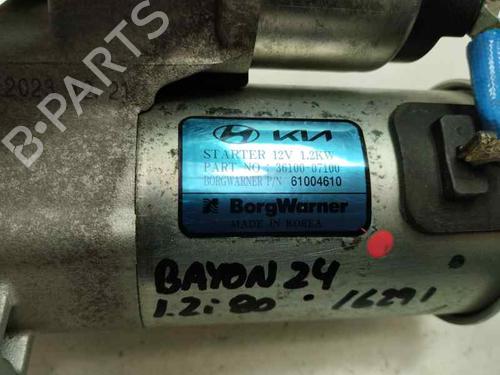 B-PARTS
KIA
STARTER 12V 1.2KW
PART NO : 36100-07100
BORGWARNER P/N 61004610
BorgWarner
MADE IN KOREA
BAYON 24
1.2i 80 · 16291